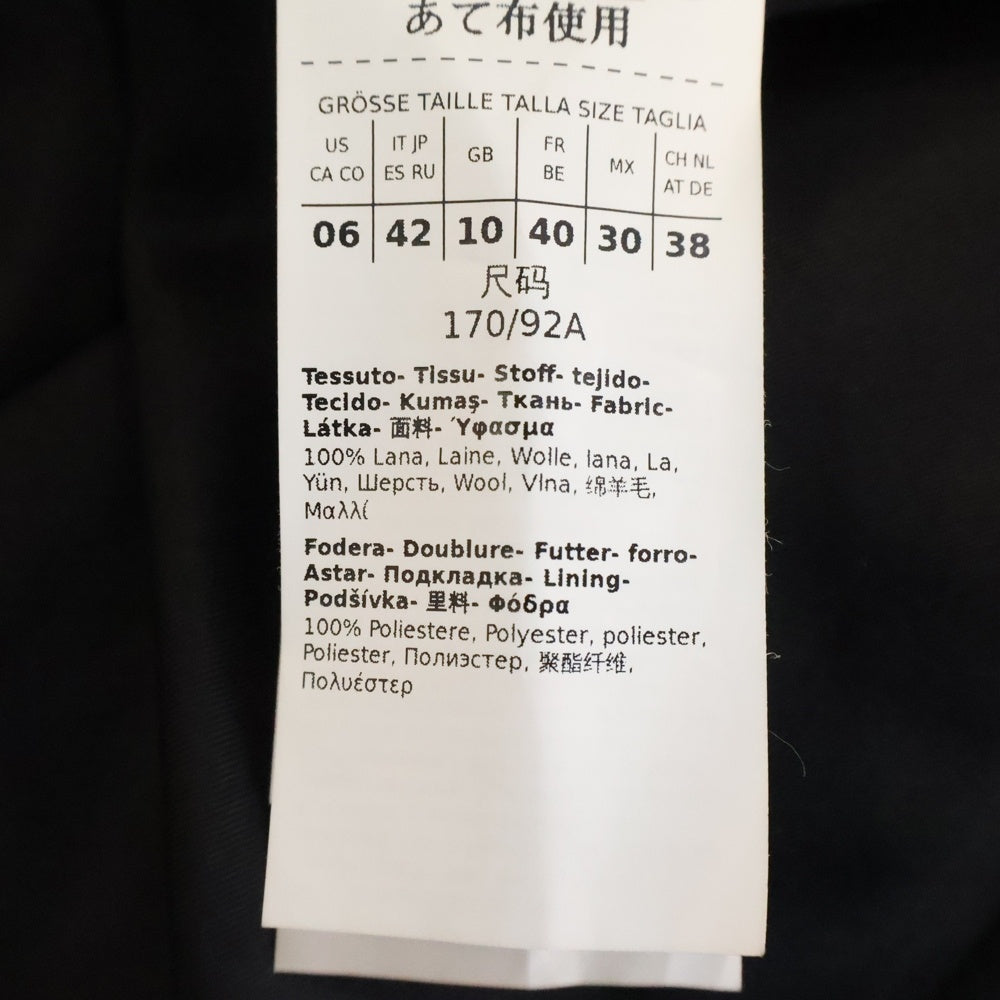 あて布使用
GRÖSSE TAILLE TALLA SIZE TAGLIA
US CA CO | IT JP ES RU | GB | FR BE | MX | CH NL AT DE
06 42 10 40 30 38
尺码
170/92A
Tessuto- Tissu- Stoff- tejido-
Tecido- Kumaş- Ткань- Fabric-
Látka- 面料- Ύφασμα
100% Lana, Laine, Wolle, lana, La,
Yün, Шерсть, Wool, Vlna, 绵羊毛,
Μαλλί
Fodera- Doublure- Futter- forro-
Astar- Подкладка- Lining-
Podšívka- 里料- Φόδρα
100% Poliestere, Polyester, poliester,
Poliester, Полиэстер, 聚酯纤维,
Πολυέστερ